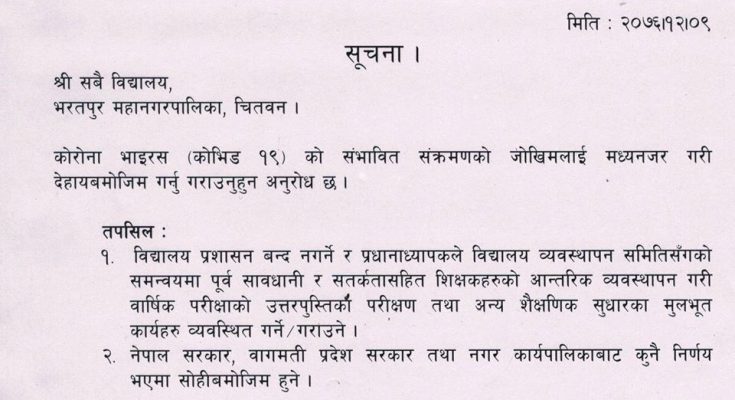 मिति : २०७६।१२।०९
सूचना ।
श्री सबै विद्यालय,
भरतपुर महानगरपालिका, चितवन ।
कोरोना भाइरस (कोभिड १९) को संभावित संक्रमणको जोखिमलाई मध्यनजर गरी
देहायबमोजिम गर्नु गराउनुहुन अनुरोध छ ।
तपसिल :
१. विद्यालय प्रशासन बन्द नगर्ने र प्रधानाध्यापकले विद्यालय व्यवस्थापन समितिसँगको
समन्वयमा पूर्व सावधानी र सतर्कतासहित शिक्षकहरुको आन्तरिक व्यवस्थापन गरी
वार्षिक परीक्षाको उत्तरपुस्तिका परीक्षण तथा अन्य शैक्षणिक सुधारका मुलभूत
कार्यहरु व्यवस्थित गर्ने/गराउने ।
२. नेपाल सरकार, वागमती प्रदेश सरकार तथा नगर कार्यपालिकाबाट कुनै निर्णय
भएमा सोहीबमोजिम हुने ।